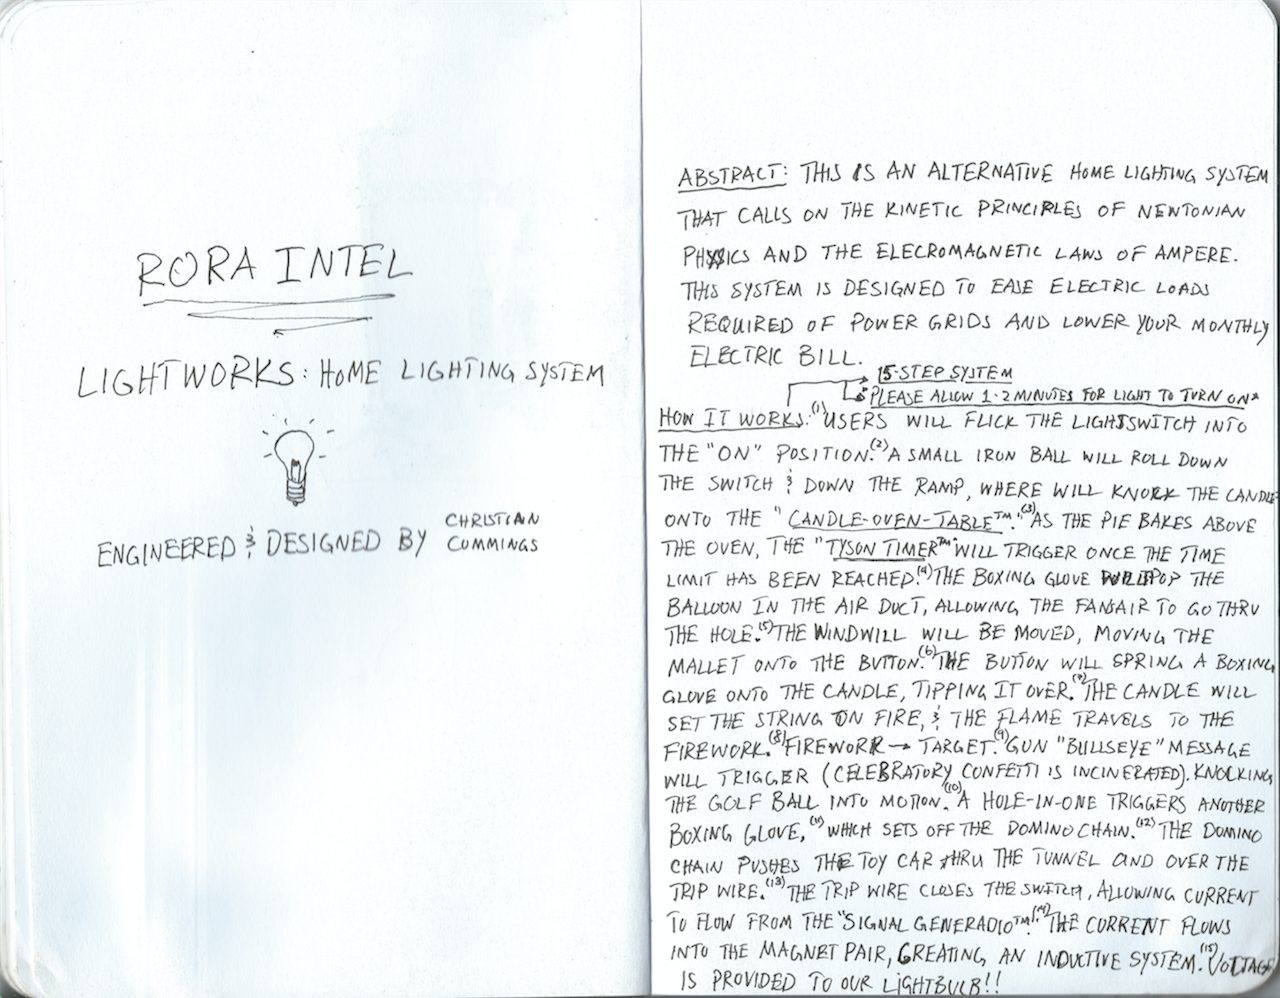 RORA INTEL
LIGHTWORKS: HOME LIGHTING SYSTEM
ENGINEERED & DESIGNED BY CHRISTIAN
CUMMINGS
ABSTRACT: THIS IS AN ALTERNATIVE HOME LIGHTING SYSTEM
THAT CALLS ON THE KINETIC PRINCIPLES OF NEWTONIAN
PHYSICS AND THE ELECROMAGNETIC LAWS OF AMPERE.
THIS SYSTEM IS DESIGNED TO EASE ELECTRIC LOADS
REQUIRED OF POWER GRIDS AND LOWER YOUR MONTHLY
ELECTRIC BILL.
15-STEP SYSTEM
* PLEASE ALLOW 1-2 MINUTES FOR LIGHT TO TURN ON*
HOW IT WORKS: (1) USERS WILL FLICK THE LIGHTSWITCH INTO
THE "ON" POSITION. (2) A SMALL IRON BALL WILL ROLL DOWN
THE SWITCH & DOWN THE RAMP, WHERE WILL KNOCK THE CANDLE
ONTO THE "CANDLE-OVEN-TABLE™". (3) AS THE PIE BAKES ABOVE
THE OVEN, THE "TYSON TIMER™" WILL TRIGGER ONCE THE TIME
LIMIT HAS BEEN REACHED. (4) THE BOXING GLOVE WILL POP THE
BALLOON IN THE AIR DUCT, ALLOWING THE FANSAIR TO GO THRU
THE HOLE. (5) THE WINDWILL WILL BE MOVED, MOVING THE
MALLET ONTO THE BUTTON. (6) THE BUTTON WILL SPRING A BOXING
GLOVE ONTO THE CANDLE, TIPPING IT OVER. (7) THE CANDLE WILL
SET THE STRING ON FIRE, & THE FLAME TRAVELS TO THE
FIREWORK. (8) FIREWORK → TARGET. (9) GUN "BULLSEYE" MESSAGE
WILL TRIGGER (CELEBRATORY CONFETTI IS INCINERATED). KNOCKING
THE GOLF BALL INTO MOTION. (10) A HOLE-IN-ONE TRIGGERS ANOTHER
BOXING GLOVE, (11) WHICH SETS OFF THE DOMINO CHAIN. (12) THE DOMINO
CHAIN PUSHES THE TOY CAR THRU THE TUNNEL AND OVER THE
TRIP WIRE. (13) THE TRIP WIRE CLOSES THE SWITCH, ALLOWING CURRENT
TO FLOW FROM THE "SIGNAL GENERADIO™". (14) THE CURRENT FLOWS
INTO THE MAGNET PAIR, CREATING AN INDUCTIVE SYSTEM. (15) VOLTAGE
IS PROVIDED TO OUR LIGHTBULB!!